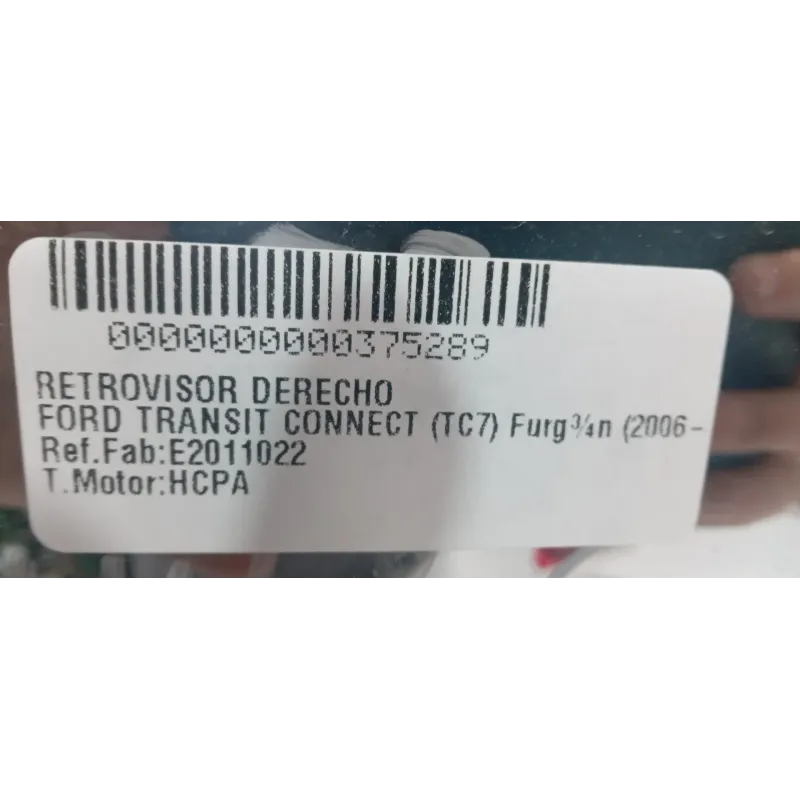 0000000000375289
RETROVISOR DERECHO
FORD TRANSIT CONNECT (TC7) Furg¾n (2006-
Ref.Fab:E2011022
T.Motor:HCPA